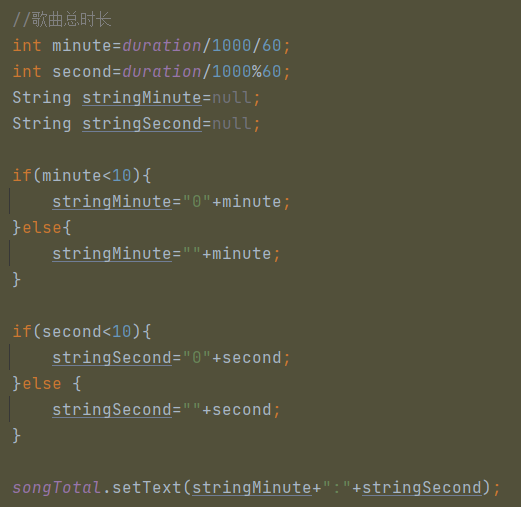 //歌曲总时长
int minute=duration/1000/60;
int second=duration/1000%60;
String stringMinute=null;
String stringSecond=null;
if(minute<10){
stringMinute="0"+minute;
}else{
stringMinute=""+minute;
}
if(second<10){
stringSecond="0"+second;
}else {
stringSecond=""+second;
}
songTotal.setText(stringMinute+":"+stringSecond);